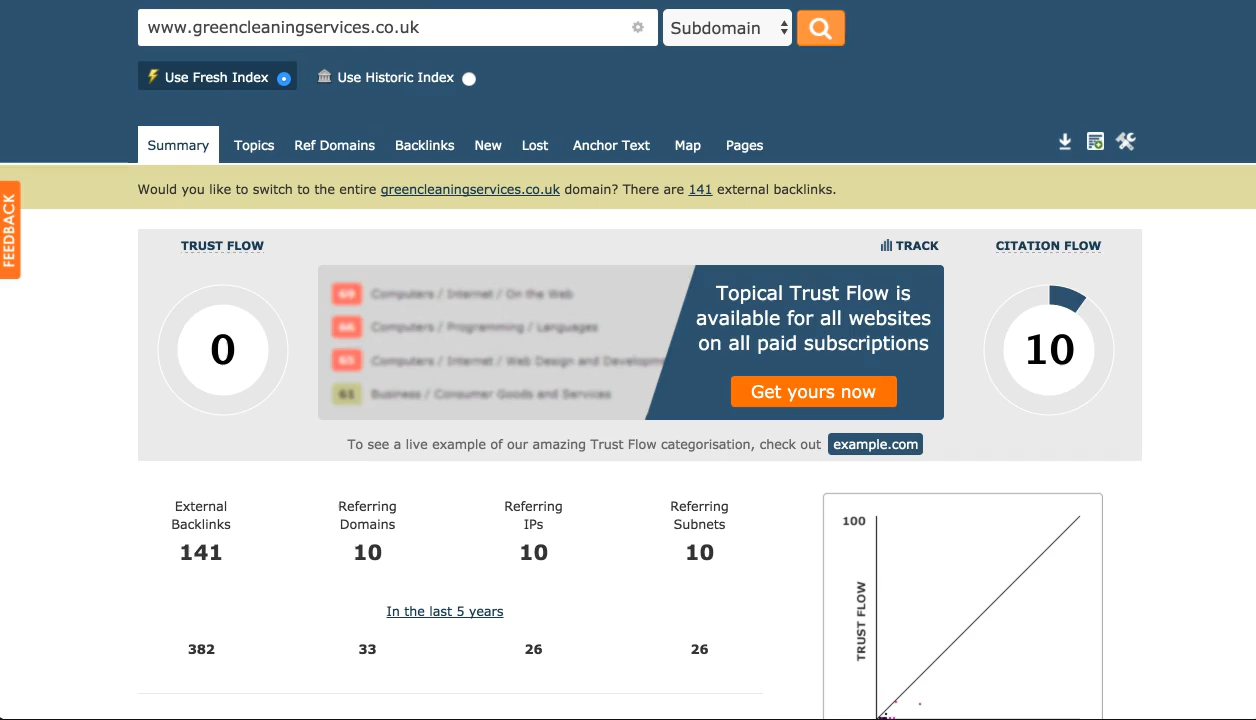 www.greencleaningservices.co.uk
Subdomain
Use Fresh Index
Use Historic Index
Summary Topics Ref Domains Backlinks New Lost Anchor Text Map Pages
Would you like to switch to the entire greencleaningservices.co.uk domain? There are 141 external backlinks.
FEEDBACK
TRUST FLOW
TRACK
CITATION FLOW
0
69 Computers / Internet / On the Web
66 Computers / Programming / Languages
65 Computers / Internet / Web Design and
61 Business / Consumer Goods and Services
Topical Trust Flow is
available for all websites
on all paid subscriptions
Get yours now
10
To see a live example of our amazing Trust Flow categorisation, check out example.com
External
Backlinks
141
Referring
Domains
10
Referring
IPs
10
Referring
Subnets
10
In the last 5 years
382 33 26 26
100
TRUST FLOW